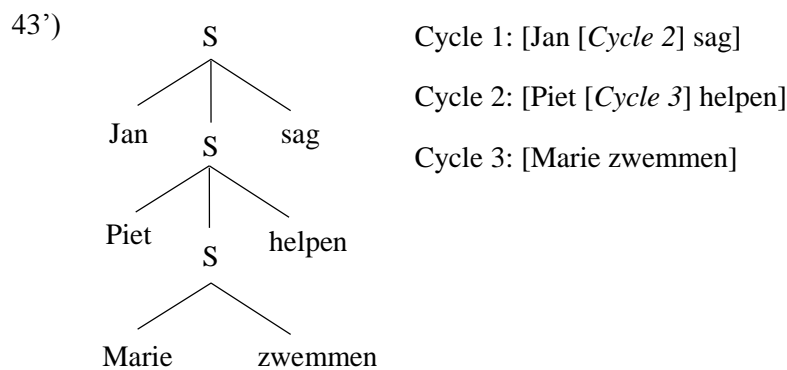 43’)
S
Cycle 1: [Jan [Cycle 2] sag]
Cycle 2: [Piet [Cycle 3] helpen]
Jan
S
sag
Cycle 3: [Marie zwemmen]
Piet
S
helpen
Marie zwemmen